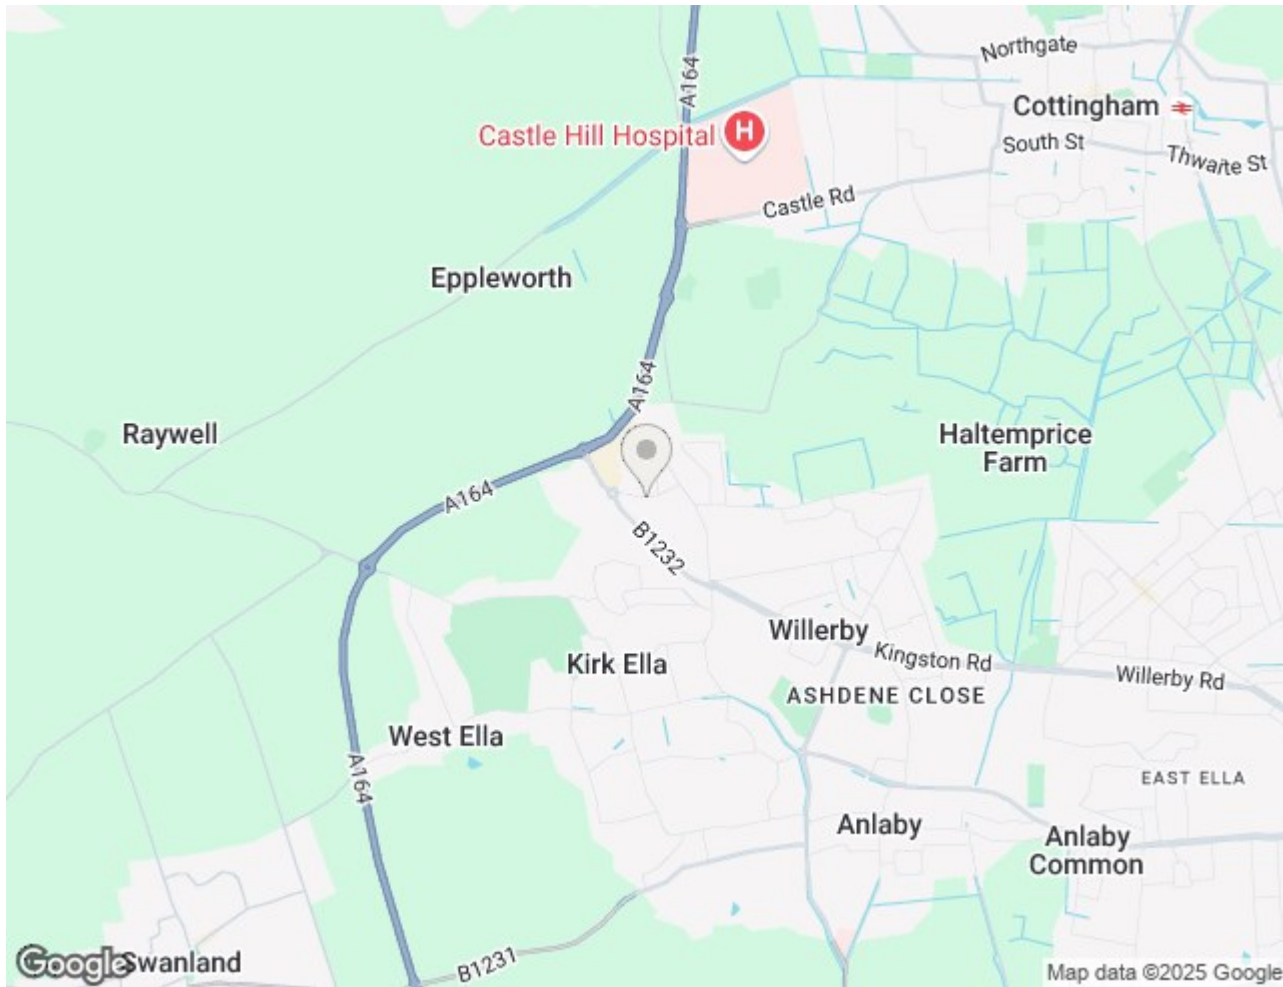 Northgate
A164
Cottingham
Castle Hill Hospital
H
South St
Thwaite St
Castle Rd
Eppleworth
A164
Raywell
Haltemprice
Farm
A164
B1232
Willerby
Kingston Rd
Kirk Ella
Willerby Rd
ASHDENE CLOSE
West Ella
A164
EAST ELLA
Anlaby
Anlaby
Common
Swanland
B1231
Google
Map data ©2025 Google